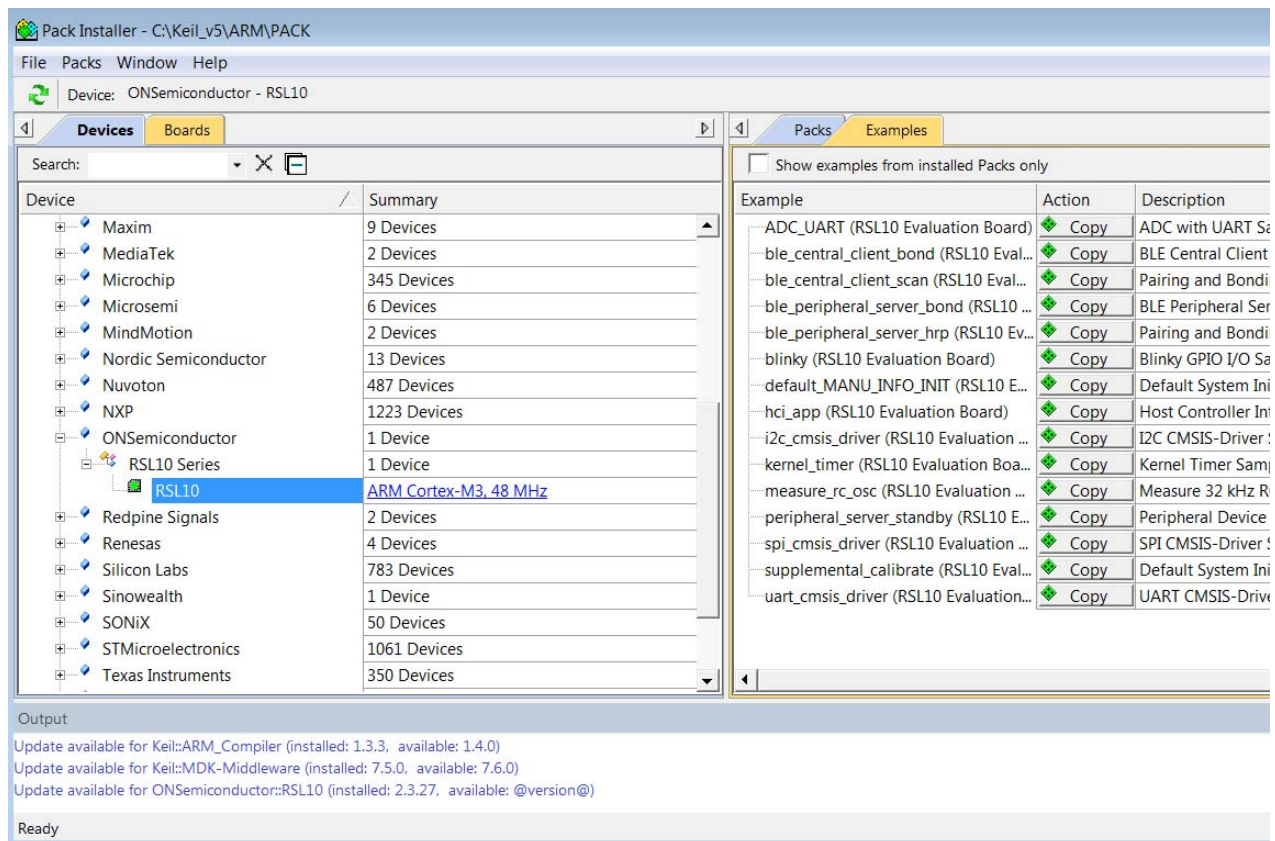 Pack Installer - C:\Keil_v5\ARM\PACK
File Packs Window Help
Device: ONSemiconductor - RSL10
Devices Boards
Packs Examples
Search:
Show examples from installed Packs only
Device Summary
Maxim 9 Devices
MediaTek 2 Devices
Microchip 345 Devices
Microsemi 6 Devices
MindMotion 2 Devices
Nordic Semiconductor 13 Devices
Nuvoton 487 Devices
NXP 1223 Devices
ONSemiconductor 1 Device
RSL10 Series 1 Device
RSL10 ARM Cortex-M3, 48 MHz
Redpine Signals 2 Devices
Renesas 4 Devices
Silicon Labs 783 Devices
Sinowealth 1 Device
SONiX 50 Devices
STMicroelectronics 1061 Devices
Texas Instruments 350 Devices
Example Action Description
ADC_UART (RSL10 Evaluation Board) Copy ADC with UART Sa
ble_central_client_bond (RSL10 Eval... Copy BLE Central Client
ble_central_client_scan (RSL10 Eval... Copy Pairing and Bondi
ble_peripheral_server_bond (RSL10 ... Copy BLE Peripheral Ser
ble_peripheral_server_hrp (RSL10 Ev... Copy Pairing and Bondi
blinky (RSL10 Evaluation Board) Copy Blinky GPIO I/O Sa
default_MANU_INFO_INIT (RSL10 E... Copy Default System Ini
hci_app (RSL10 Evaluation Board) Copy Host Controller Int
i2c_cmsis_driver (RSL10 Evaluation ... Copy I2C CMSIS-Driver S
kernel_timer (RSL10 Evaluation Boa... Copy Kernel Timer Samp
measure_rc_osc (RSL10 Evaluation ... Copy Measure 32 kHz R
peripheral_server_standby (RSL10 E... Copy Peripheral Device
spi_cmsis_driver (RSL10 Evaluation ... Copy SPI CMSIS-Driver S
supplemental_calibrate (RSL10 Eval... Copy Default System Ini
uart_cmsis_driver (RSL10 Evaluation... Copy UART CMSIS-Drive
Output
Update available for Keil::ARM_Compiler (installed: 1.3.3, available: 1.4.0)
Update available for Keil::MDK-Middleware (installed: 7.5.0, available: 7.6.0)
Update available for ONSemiconductor::RSL10 (installed: 2.3.27, available: @version@)
Ready